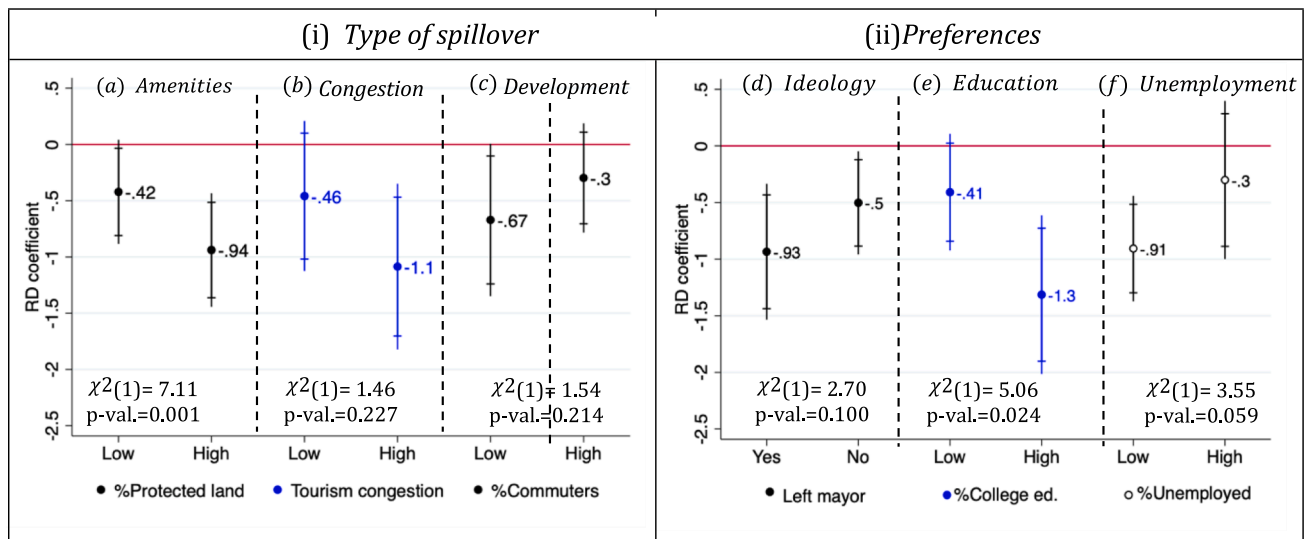 (i) Type of spillover
(ii)Preferences
(a) Amenities
(b) Congestion
(c) Development
RD coefficient
.5
0
-.5
-1
-1.5
-2
-2.5
-.42
-.94
-.46
-1.1
-.67
-.3
χ2(1)= 7.11
p-val.=0.001
χ2(1)= 1.46
p-val.=0.227
χ2(1)= 1.54
p-val.=0.214
Low High Low High Low High
%Protected land Tourism congestion %Commuters
(d) Ideology
(e) Education
(f) Unemployment
RD coefficient
.5
0
-.5
-1
-1.5
-2
-2.5
-.93
-.5
-.41
-1.3
-.91
-.3
χ2(1)= 2.70
p-val.=0.100
χ2(1)= 5.06
p-val.=0.024
χ2(1)= 3.55
p-val.=0.059
Yes No Low High Low High
Left mayor %College ed. %Unemployed